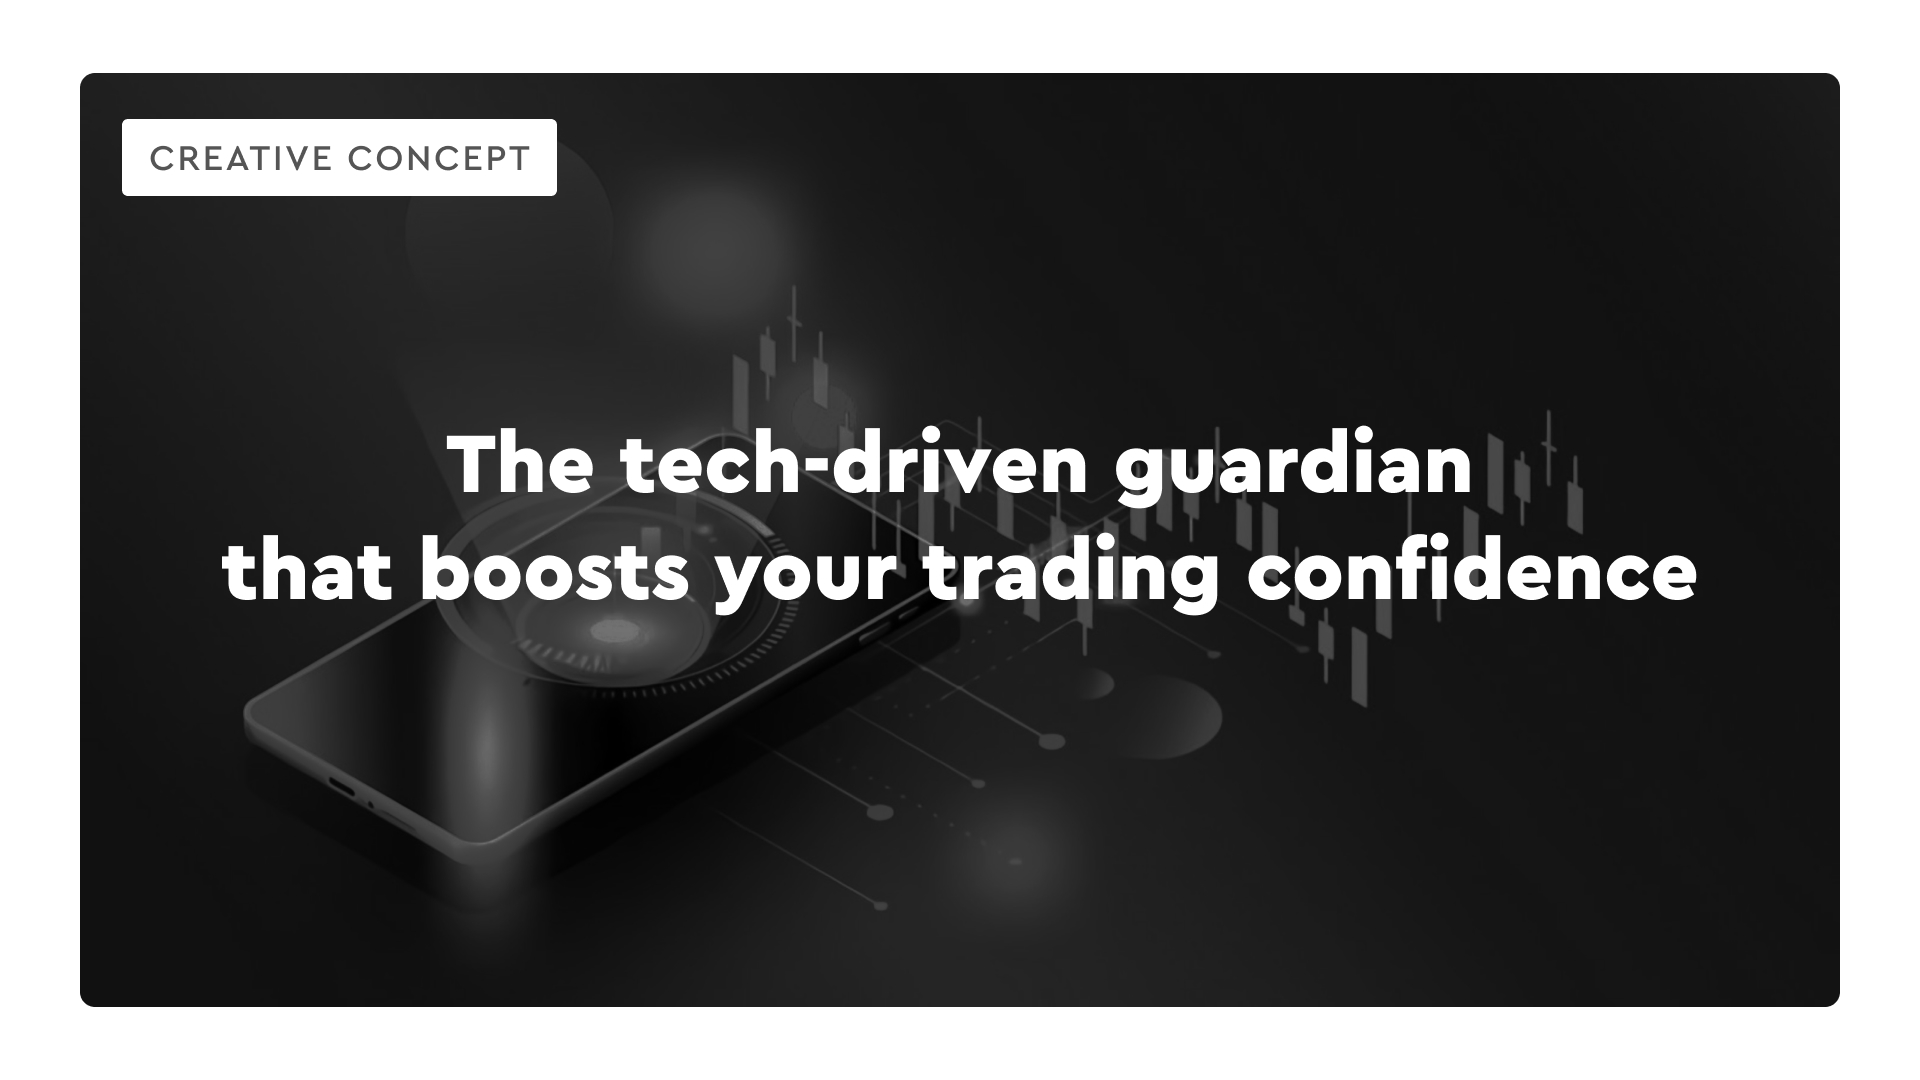 CREATIVE CONCEPT
The tech-driven guardian
that boosts your trading confidence